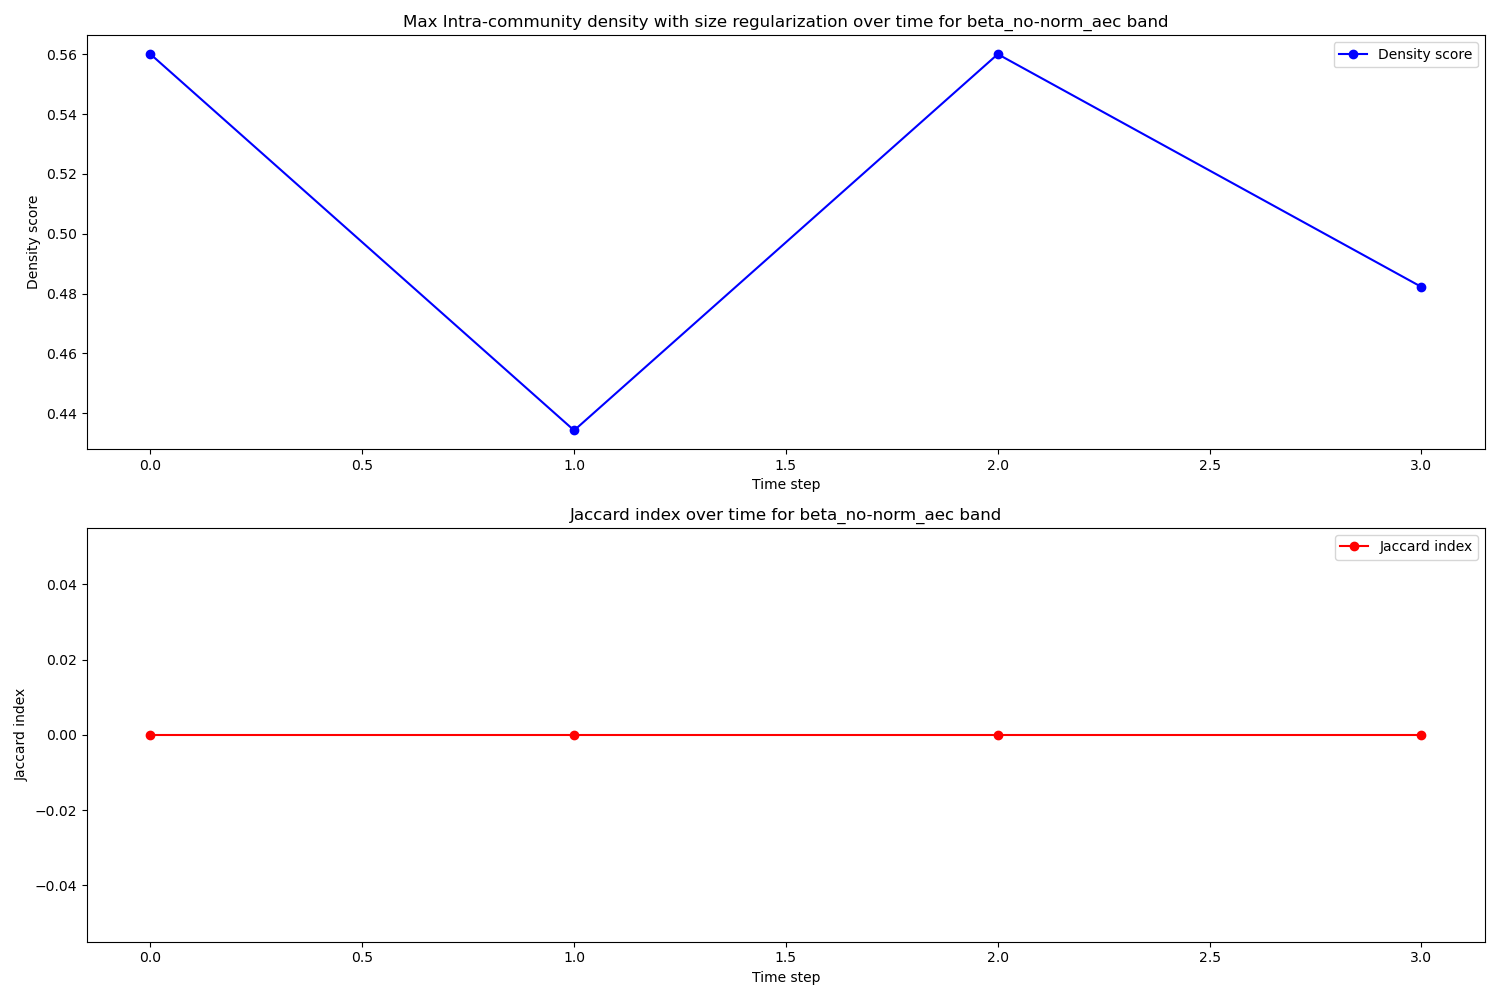 Max Intra-community density with size regularization over time for beta_no-norm_aec band
Density score
0.56
0.54
0.52
0.50
0.48
0.46
0.44
Density score
0.0 0.5 1.0 1.5 2.0 2.5 3.0
Time step
Jaccard index over time for beta_no-norm_aec band
Jaccard index
0.04
0.02
0.00
−0.02
−0.04
Jaccard index
0.0 0.5 1.0 1.5 2.0 2.5 3.0
Time step